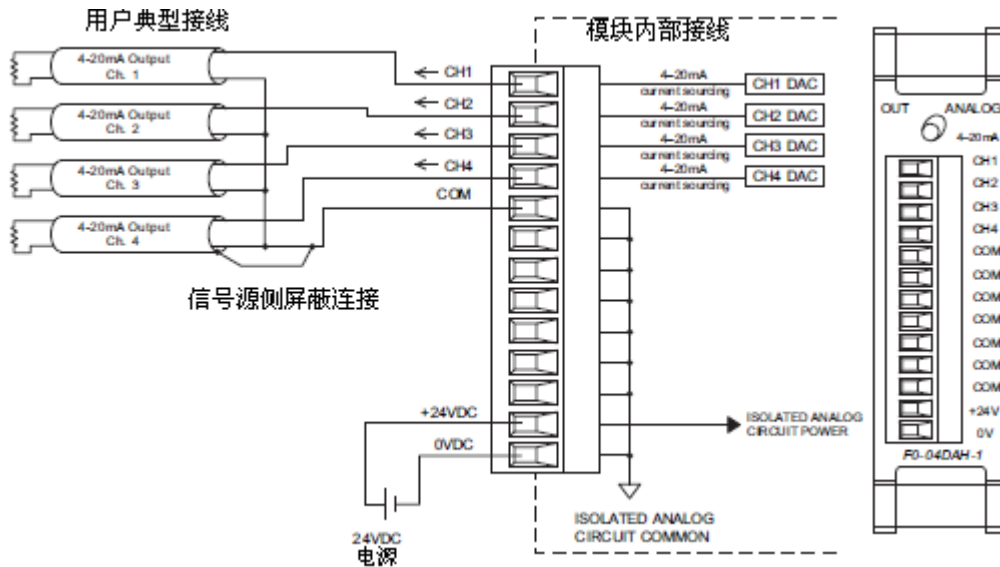 用户典型接线
4-20mA Output
Ch. 1
4-20mA Output
Ch. 2
4-20mA Output
Ch. 3
4-20mA Output
Ch. 4
信号源侧屏蔽连接
CH1
CH2
CH3
CH4
COM
+24VDC
0VDC
24VDC
电源
模块内部接线
4-20mA
current sourcing
CH1 DAC
4-20mA
current sourcing
CH2 DAC
4-20mA
current sourcing
CH3 DAC
4-20mA
current sourcing
CH4 DAC
ISOLATED ANALOG
CIRCUIT POWER
ISOLATED ANALOG
CIRCUIT COMMON
OUT ANALOG
4-20mA
CH1
CH2
CH3
CH4
COM
COM
COM
COM
COM
COM
COM
+24V
0V
F0-04DAH-1